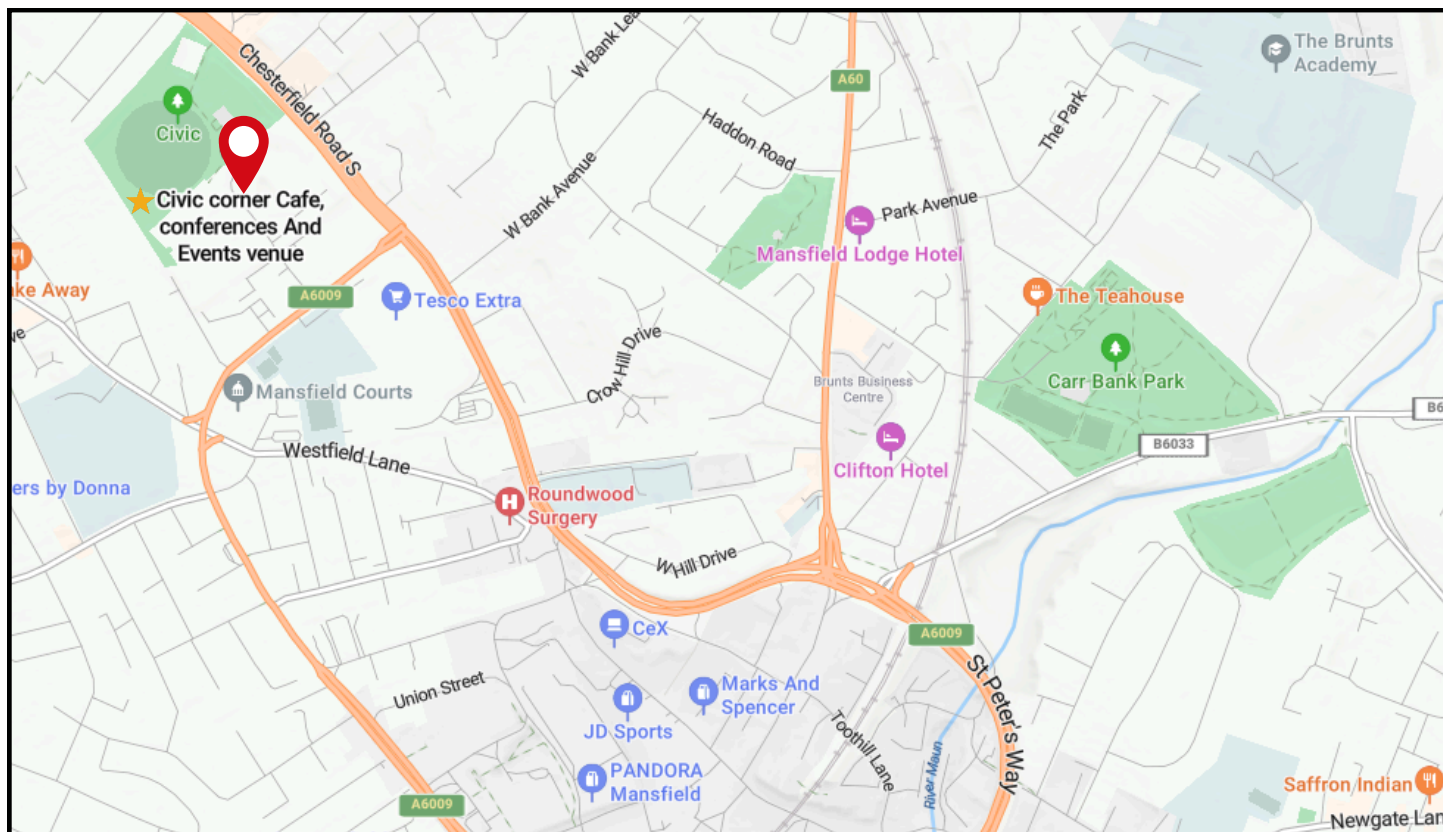 Chesterfield Road S
W Bank Lea
A60
The Brunts
Academy
Civic
Haddon Road
The Park
W Bank Avenue
Civic corner Cafe,
conferences And
Events venue
Park Avenue
Mansfield Lodge Hotel
ke Away
A6009
Tesco Extra
The Teahouse
ve
Crow Hill Drive
Carr Bank Park
Brunts Business
Centre
Mansfield Courts
B6
B6033
Westfield Lane
Clifton Hotel
ers by Donna
Roundwood
Surgery
W Hill Drive
CeX
A6009
St Peter's Way
Union Street
Marks And
Spencer
JD Sports
Toothill Lane
PANDORA
Mansfield
River Maun
Saffron Indian
A6009
Newgate Lan